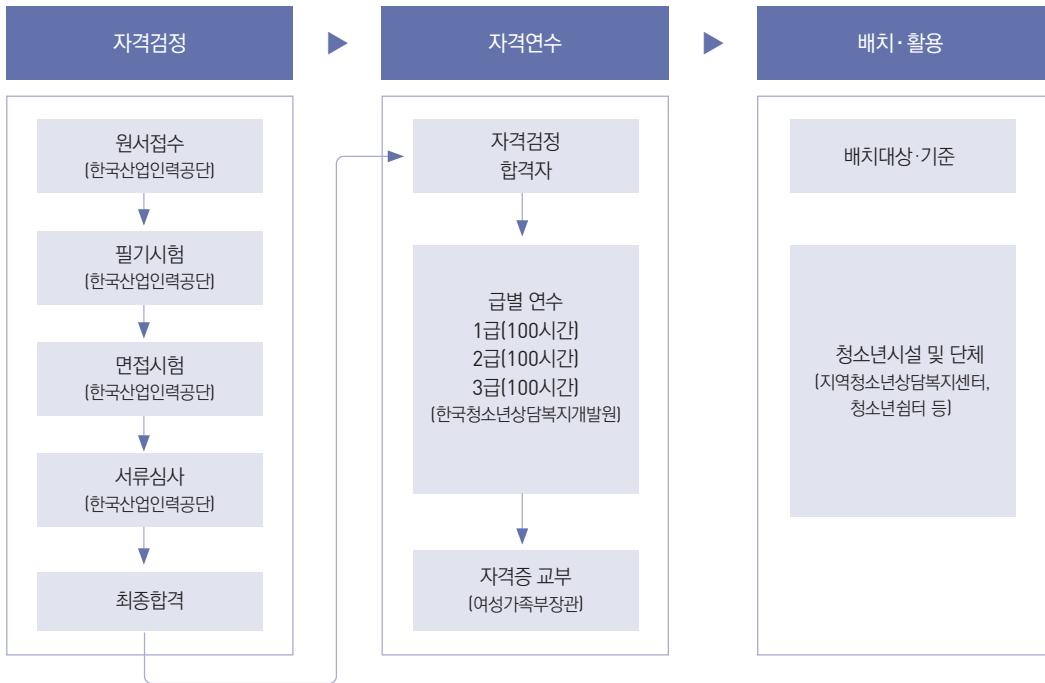 자격검정
자격연수
배치·활용
원서접수
(한국산업인력공단)
필기시험
(한국산업인력공단)
면접시험
(한국산업인력공단)
서류심사
(한국산업인력공단)
최종합격
자격검정
합격자
급별 연수
1급(100시간)
2급(100시간)
3급(100시간)
(한국청소년상담복지개발원)
자격증 교부
(여성가족부장관)
배치대상·기준
청소년시설 및 단체
(지역청소년상담복지센터,
청소년쉼터 등)